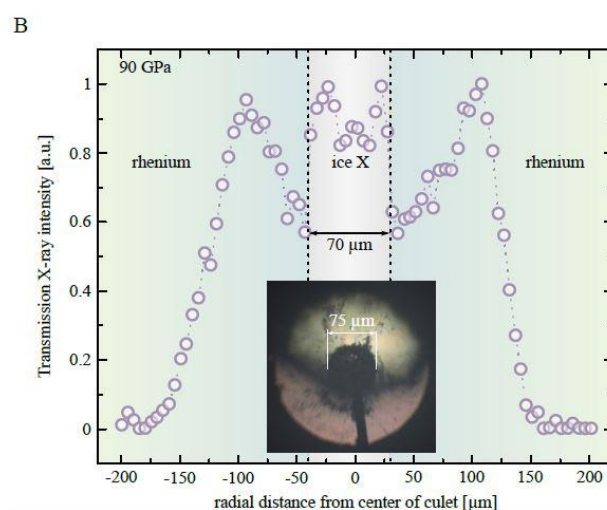 B
90 GPa
rhenium
ice X
rhenium
70 µm
75 µm
Transmission X-ray intensity [a.u.]
1
0.8
0.6
0.4
0.2
0
-200 -150 -100 -50 0 50 100 150 200
radial distance from center of culet [µm]